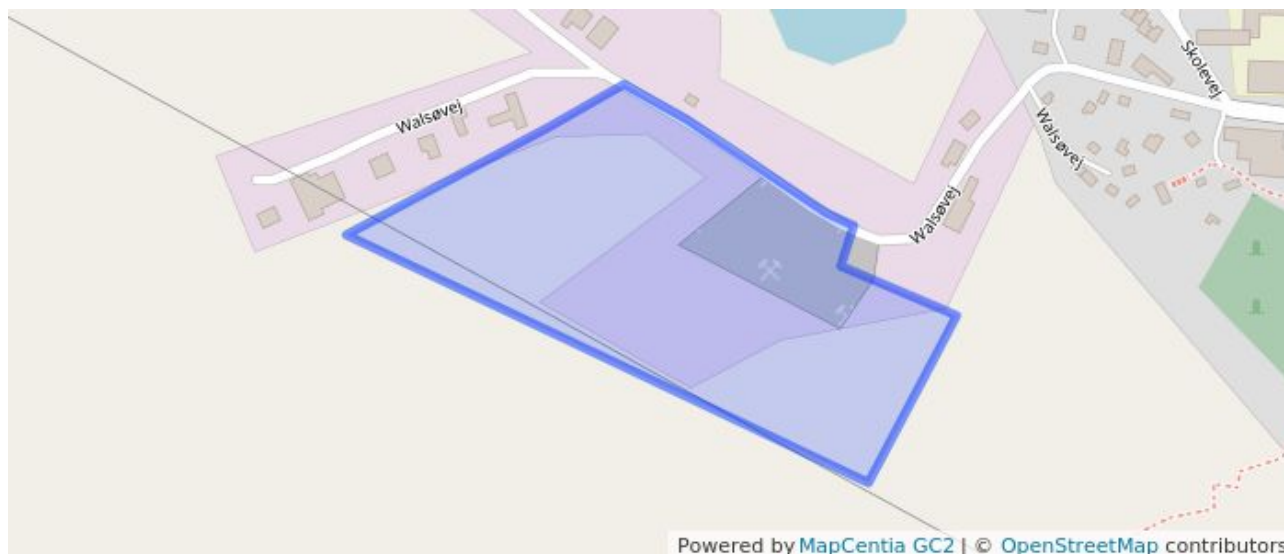 Skolevej
Walsøvej
Walsøvej
Walsøvej
Powered by MapCentia GC2 | © OpenStreetMap contributors